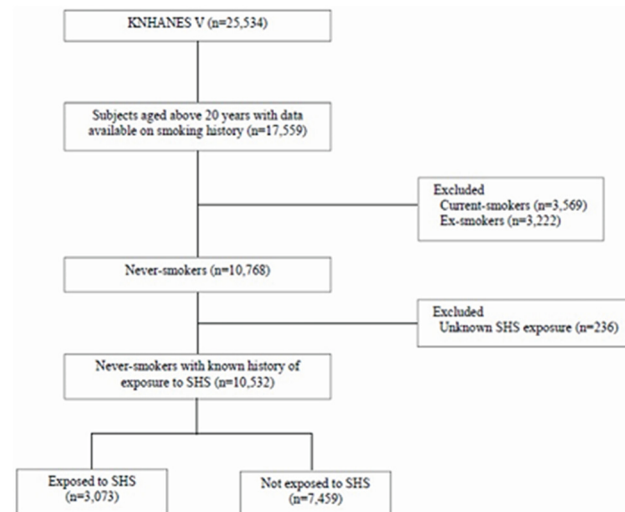 KNHANES V (n=25,534)
Subjects aged above 20 years with data
available on smoking history (n=17,559)
Excluded
Current-smokers (n=3,569)
Ex-smokers (n=3,222)
Never-smokers (n=10,768)
Excluded
Unknown SHS exposure (n=236)
Never-smokers with known history of
exposure to SHS (n=10,532)
Exposed to SHS
(n=3,073)
Not exposed to SHS
(n=7,459)